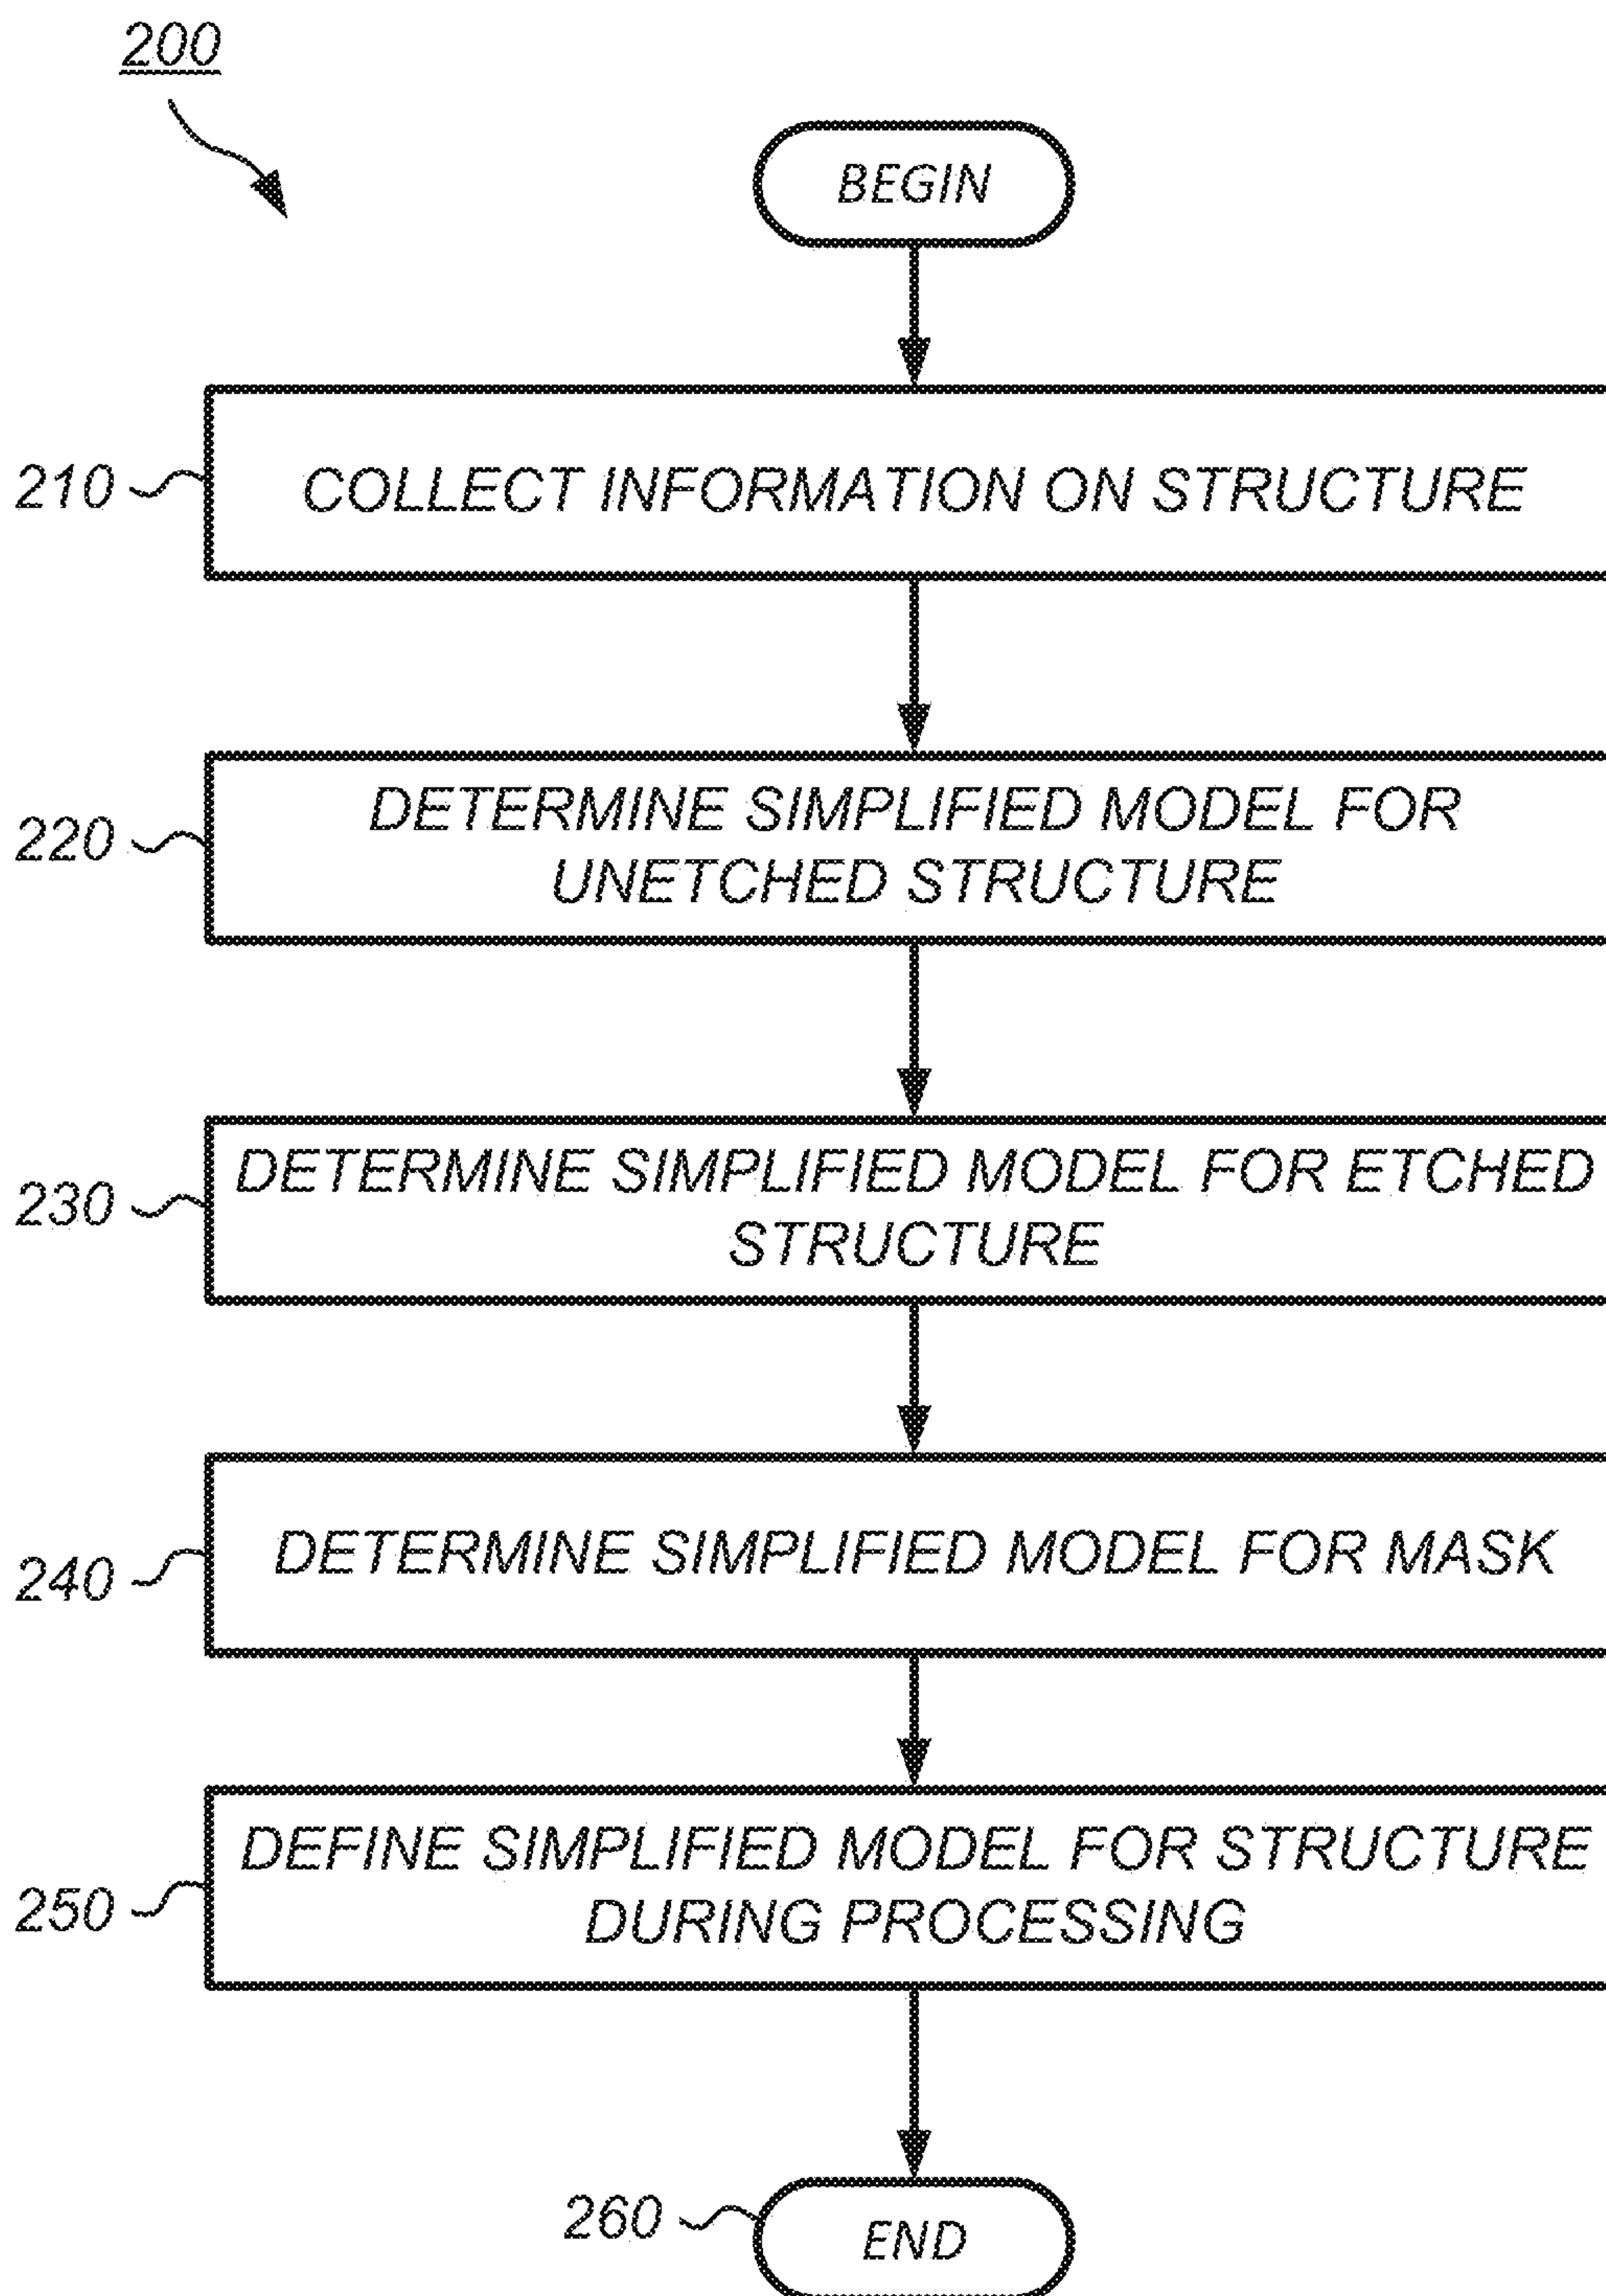 200
BEGIN
210
COLLECT INFORMATION ON STRUCTURE
220
DETERMINE SIMPLIFIED MODEL FOR
UNETCHED STRUCTURE
230
DETERMINE SIMPLIFIED MODEL FOR ETCHED
STRUCTURE
240
DETERMINE SIMPLIFIED MODEL FOR MASK
250
DEFINE SIMPLIFIED MODEL FOR STRUCTURE
DURING PROCESSING
260
END